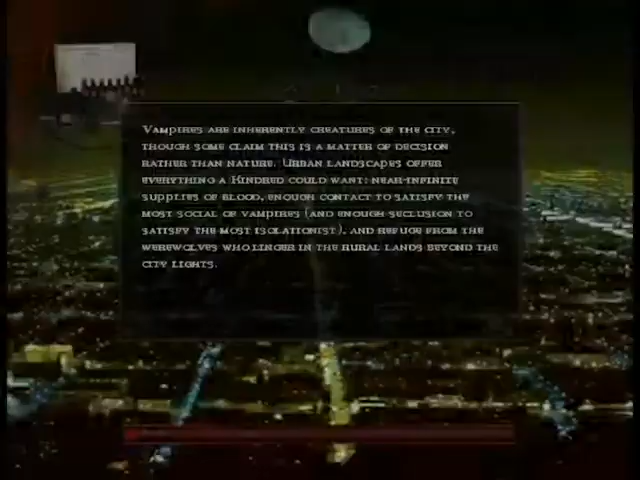 Vampires are inherently creatures of the city,
though some claim this is a matter of decision
rather than nature. Urban landscapes offer
everything a Kindred could want: near-infinite
supplies of blood, enough contact to satisfy the
most social of vampires (and enough seclusion to
satisfy the most isolationist), and refuge from the
werewolves who linger in the rural lands beyond the
city lights.